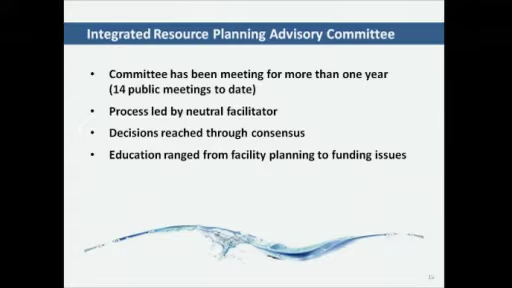 Integrated Resource Planning Advisory Committee
• Committee has been meeting for more than one year
(14 public meetings to date)
• Process led by neutral facilitator
• Decisions reached through consensus
• Education ranged from facility planning to funding issues